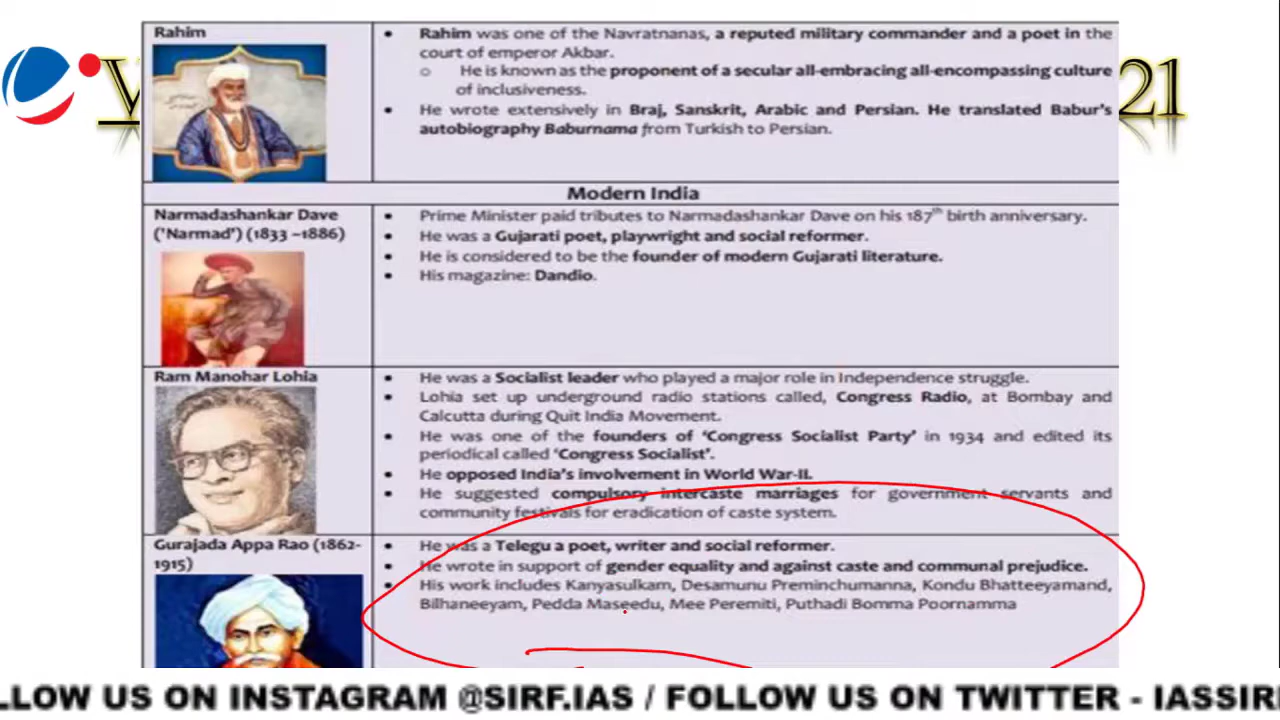 21
Rahim
• Rahim was one of the Navratnanas, a reputed military commander and a poet in the
court of emperor Akbar.
o He is known as the proponent of a secular all-embracing all-encompassing culture
of inclusiveness.
• He wrote extensively in Braj, Sanskrit, Arabic and Persian. He translated Babur's
autobiography Baburnama from Turkish to Persian.
Modern India
Narmadashankar Dave
('Narmad') (1833 –1886)
• Prime Minister paid tributes to Narmadashankar Dave on his 187th birth anniversary.
• He was a Gujarati poet, playwright and social reformer.
• He is considered to be the founder of modern Gujarati literature.
• His magazine: Dandio.
Ram Manohar Lohia
• He was a Socialist leader who played a major role in Independence struggle.
• Lohia set up underground radio stations called, Congress Radio, at Bombay and
Calcutta during Quit India Movement.
• He was one of the founders of 'Congress Socialist Party' in 1934 and edited its
periodical called 'Congress Socialist'.
• He opposed India's involvement in World War-II.
• He suggested compulsory intercaste marriages for government servants and
community festivals for eradication of caste system.
Gurajada Appa Rao (1862-
1915)
• He was a Telegu a poet, writer and social reformer.
• He wrote in support of gender equality and against caste and communal prejudice.
• His work includes Kanyasulkam, Desamunu Preminchumanna, Kondu Bhatteeyamand,
Bilhaneeyam, Pedda Maseedu, Mee Peremiti, Puthadi Bomma Poornamma
LLOW US ON INSTAGRAM @SIRF.IAS / FOLLOW US ON TWITTER - IASSIR